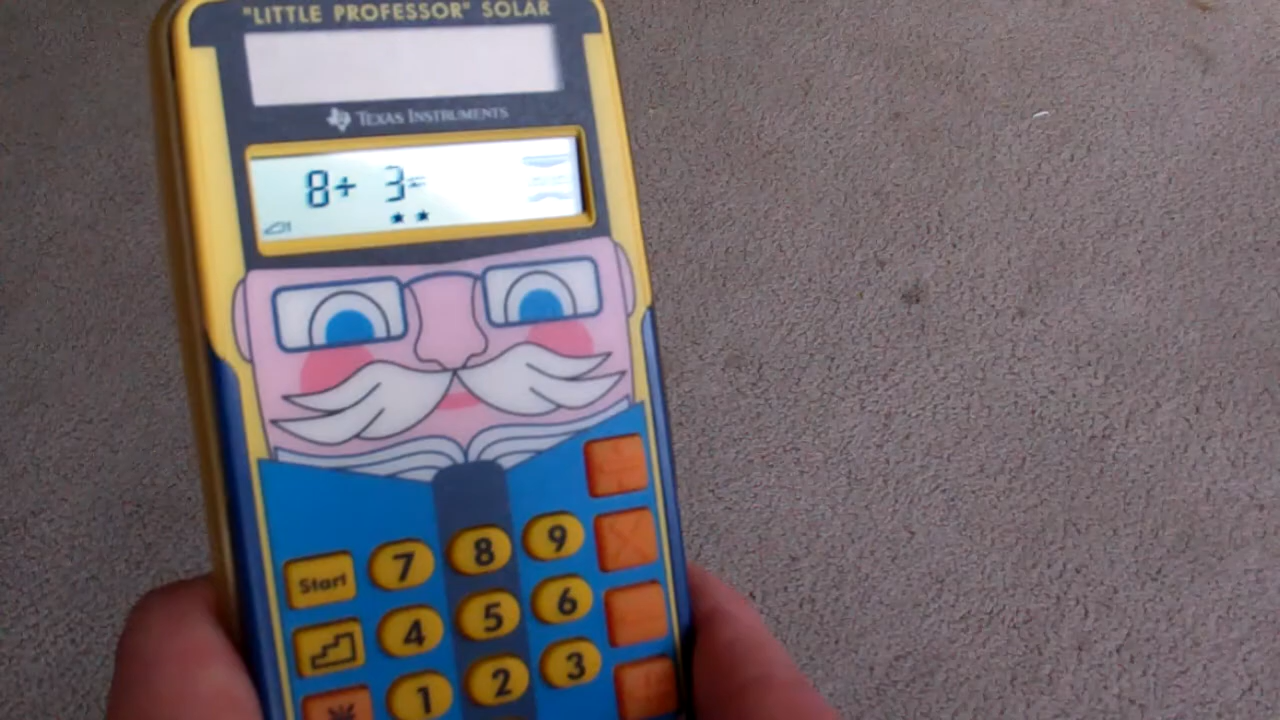 "LITTLE PROFESSOR" SOLAR
TEXAS INSTRUMENTS
8+ 3=
★ ★
7 8 9
Start
4 5 6
1 2 3